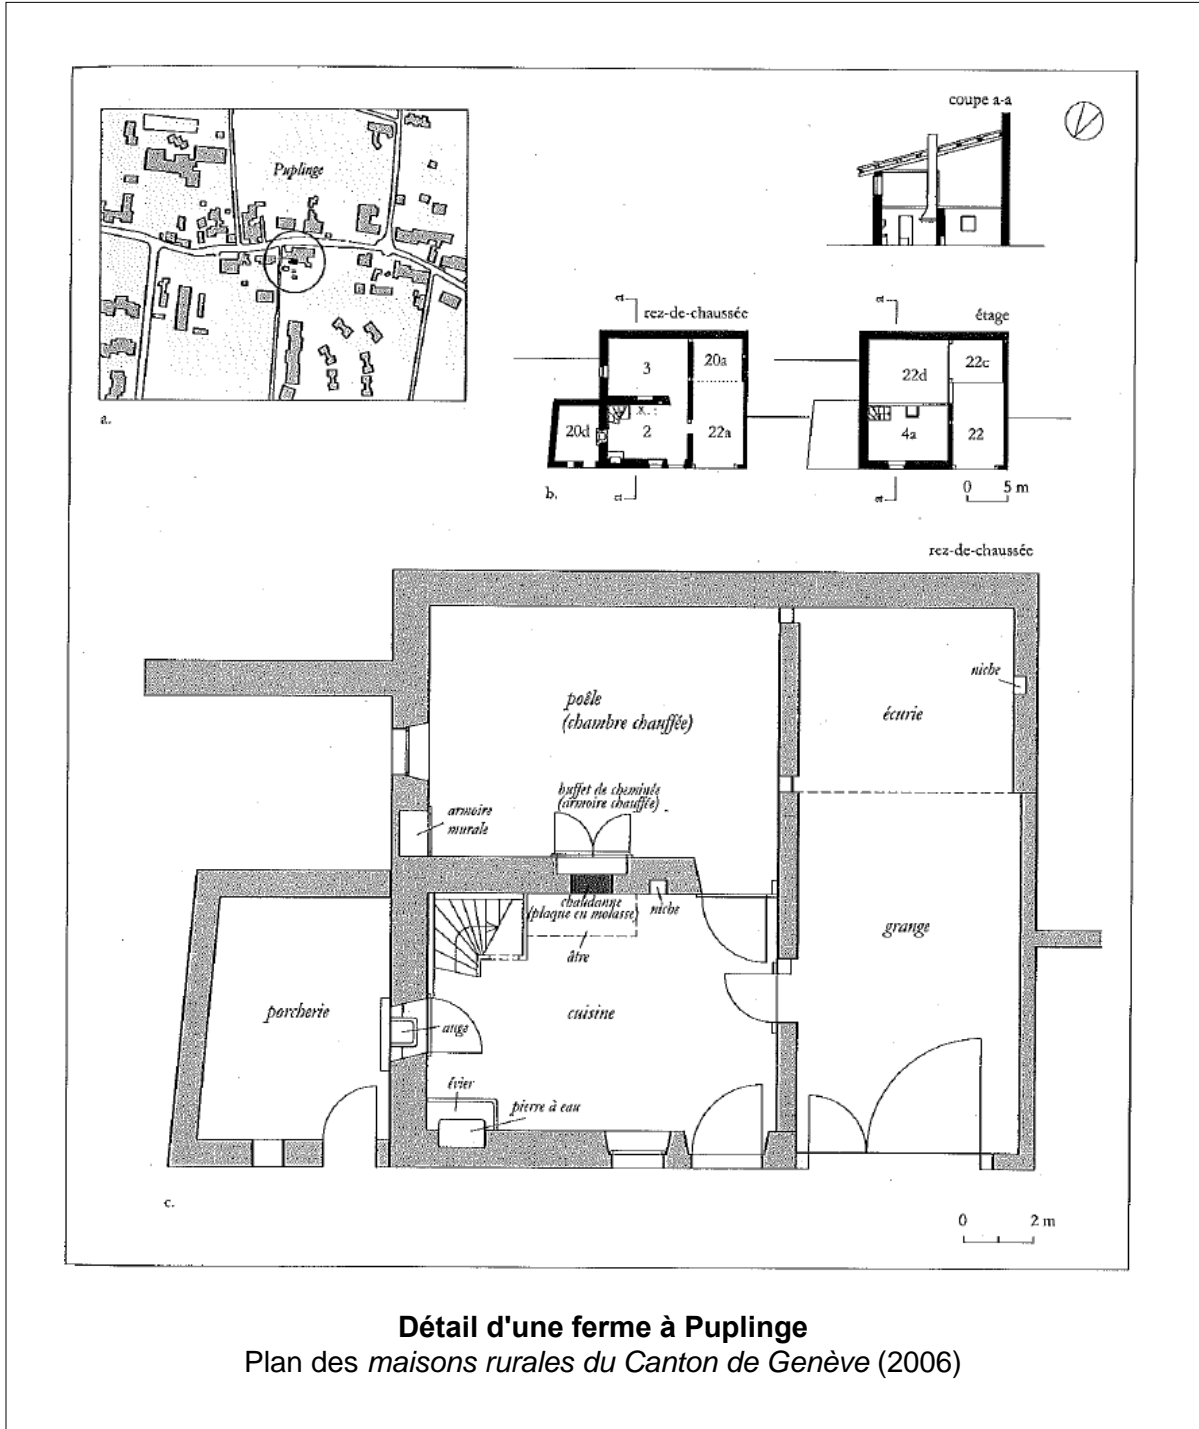 coupe a-a
Puplinge
a.
a
rez-de-chaussée
a
étage
3
20a
22d
22c
20d
2
22a
4a
22
b.
a
a
0 5 m
rez-de-chaussée
niche
poêle
(chambre chauffée)
écurie
buffet de cheminée
(armoire chauffée)
armoire
murale
chaudanne
(plaque en molasse)
niche
âtre
grange
porcherie
auge
cuisine
évier
pierre à eau
c.
0 2 m
Détail d'une ferme à Puplinge
Plan des maisons rurales du Canton de Genève (2006)